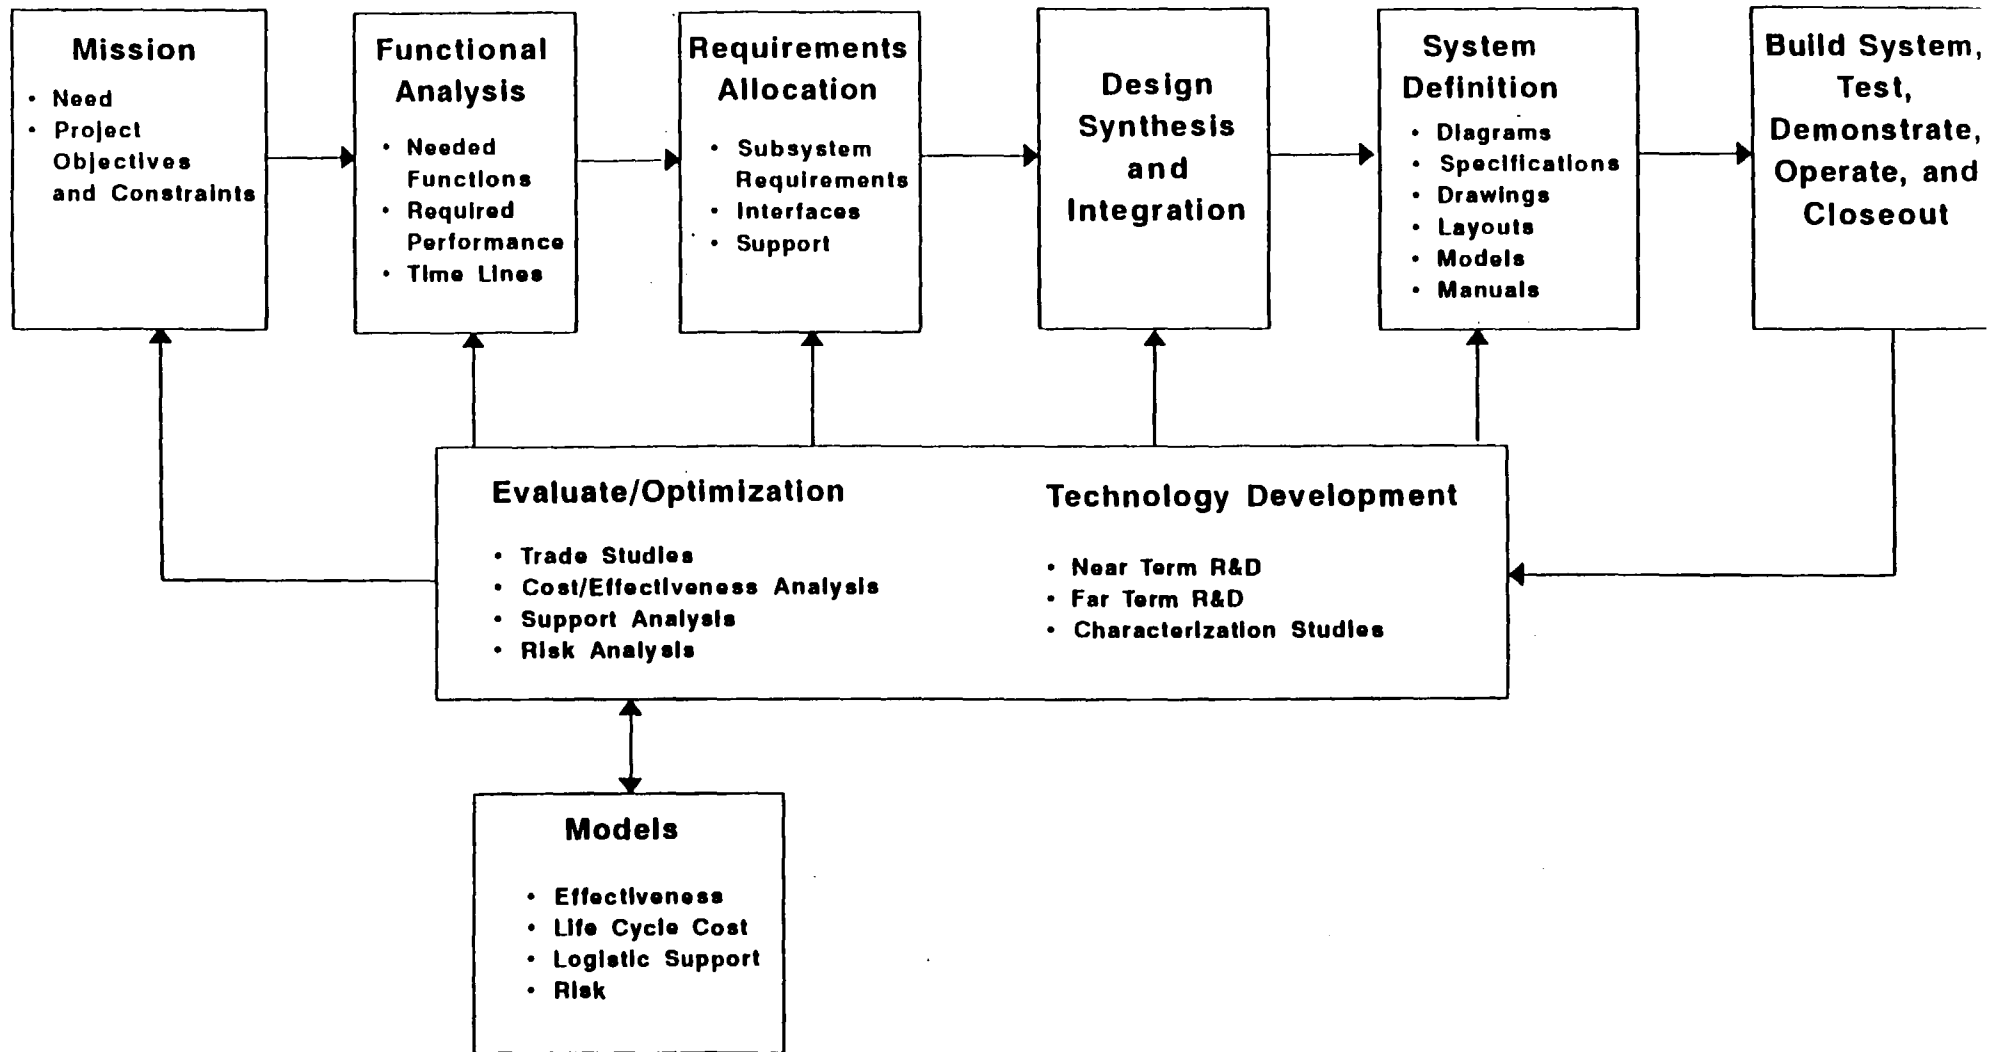 Mission
• Need
• Project
Objectives
and Constraints
Functional
Analysis
• Needed
Functions
• Required
Performance
• Time Lines
Requirements
Allocation
• Subsystem
Requirements
• Interfaces
• Support
Design
Synthesis
and
Integration
System
Definition
• Diagrams
• Specifications
• Drawings
• Layouts
• Models
• Manuals
Build System,
Test,
Demonstrate,
Operate, and
Closeout
Evaluate/Optimization
• Trade Studies
• Cost/Effectiveness Analysis
• Support Analysis
• Risk Analysis
Technology Development
• Near Term R&D
• Far Term R&D
• Characterization Studies
Models
• Effectiveness
• Life Cycle Cost
• Logistic Support
• Risk